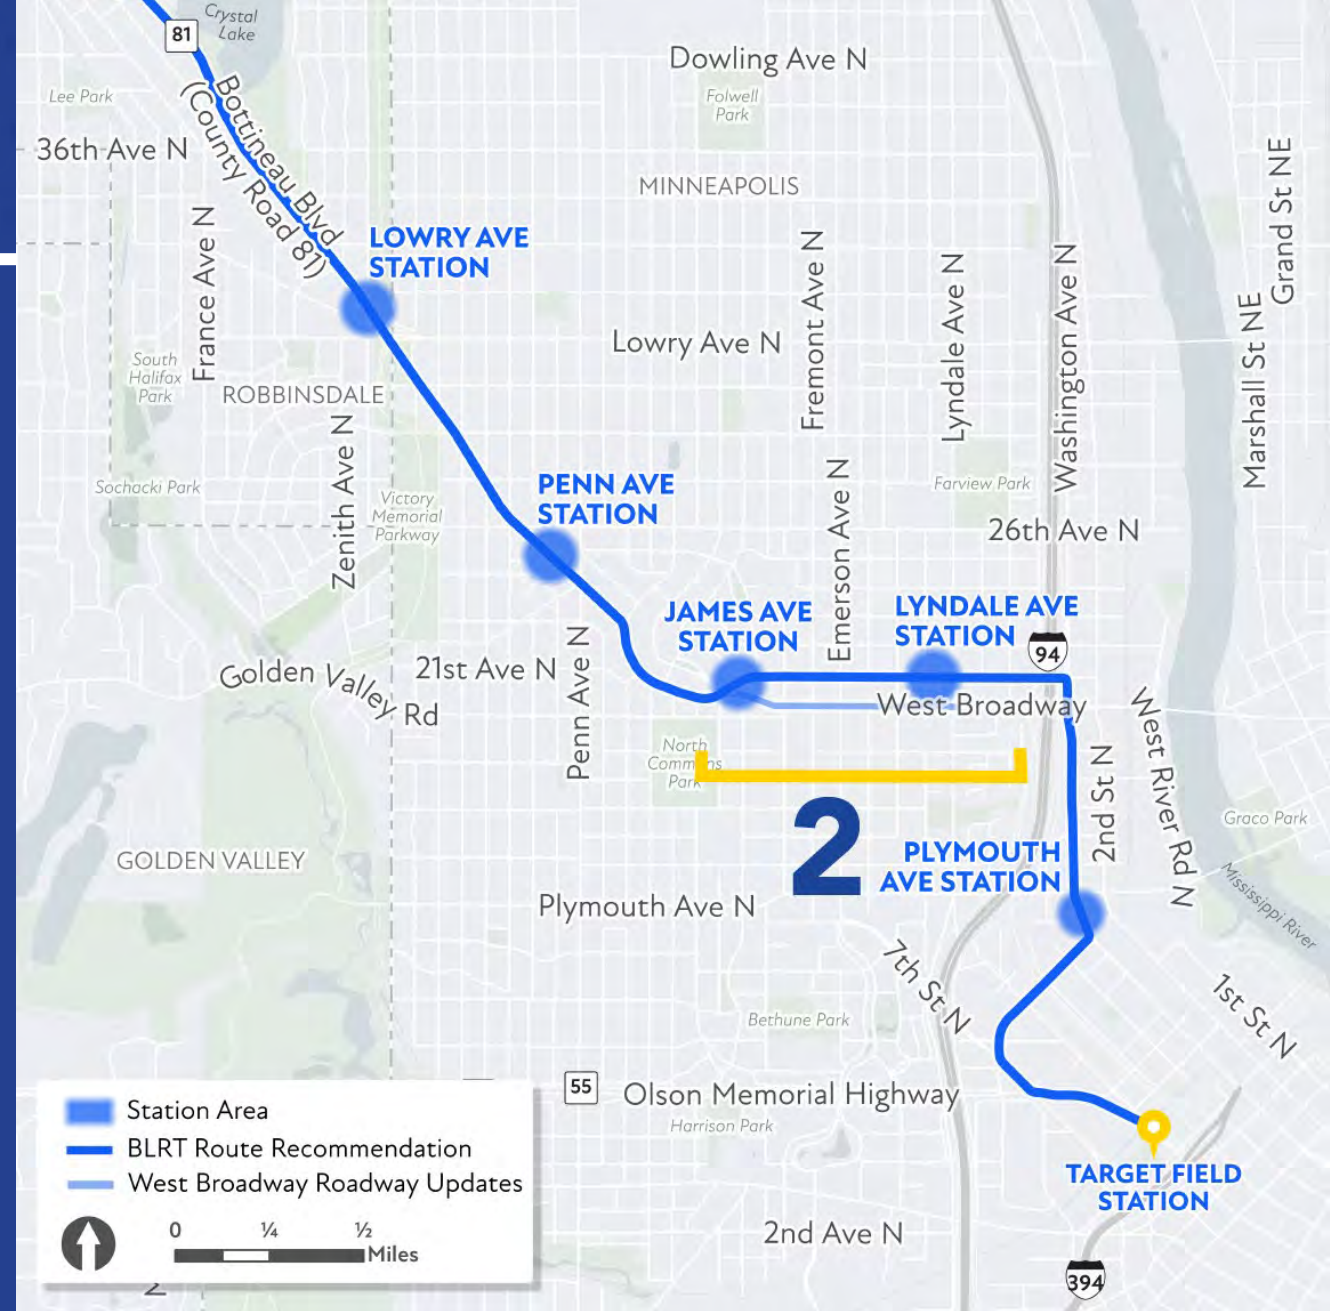 Crystal
Lake
81
Dowling Ave N
Lee Park
Folwell
Park
Bottineau Blvd
(County Road 81)
36th Ave N
MINNEAPOLIS
Grand St NE
France Ave N
LOWRY AVE
STATION
Fremont Ave N
Lyndale Ave N
Washington Ave N
Marshall St NE
Lowry Ave N
South
Halifax
Park
ROBBINSDALE
Zenith Ave N
Sochacki Park
Victory
Memorial
Parkway
PENN AVE
STATION
Farview Park
26th Ave N
Emerson Ave N
JAMES AVE
STATION
LYNDALE AVE
STATION
94
Golden Valley Rd
21st Ave N
Penn Ave N
West Broadway
West River Rd N
North
Commons
Park
2nd St N
2
Graco Park
GOLDEN VALLEY
PLYMOUTH
AVE STATION
Mississippi River
Plymouth Ave N
7th St N
1st St N
Bethune Park
55
Olson Memorial Highway
Harrison Park
TARGET FIELD
STATION
2nd Ave N
394
Station Area
BLRT Route Recommendation
West Broadway Roadway Updates
0 ¼ ½
Miles